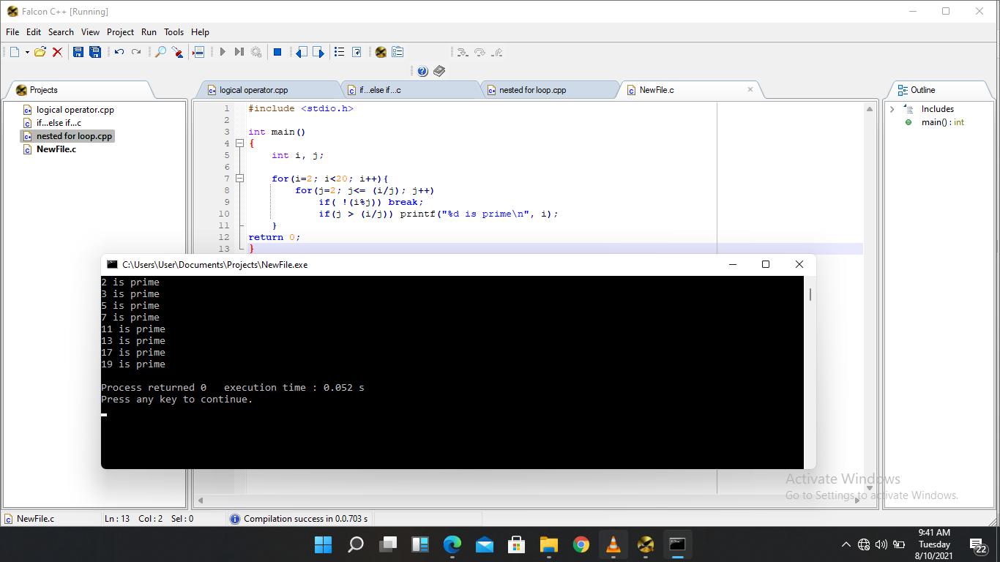 Falcon C++ [Running]
File Edit Search View Project Run Tools Help
Projects
logical operator.cpp
if...else if...c
nested for loop.cpp
NewFile.c
logical operator.cpp if...else if...c nested for loop.cpp NewFile.c
1 #include <stdio.h>
2
3 int main()
4 {
5 int i, j;
6
7 for(i=2; i<20; i++){
8 for(j=2; j<= (i/j); j++)
9 if( !(i%j)) break;
10 if(j > (i/j)) printf("%d is prime\n", i);
11 }
12 return 0;
13 }
Outline
Includes
main() : int
C:\Users\User\Documents\Projects\NewFile.exe
2 is prime
3 is prime
5 is prime
7 is prime
11 is prime
13 is prime
17 is prime
19 is prime
Process returned 0 execution time : 0.052 s
Press any key to continue.
Activate Windows
Go to Settings to activate Windows.
NewFile.c Ln : 13 Col : 2 Sel : 0 Compilation success in 0.0.703 s
9:41 AM
Tuesday
8/10/2021
22